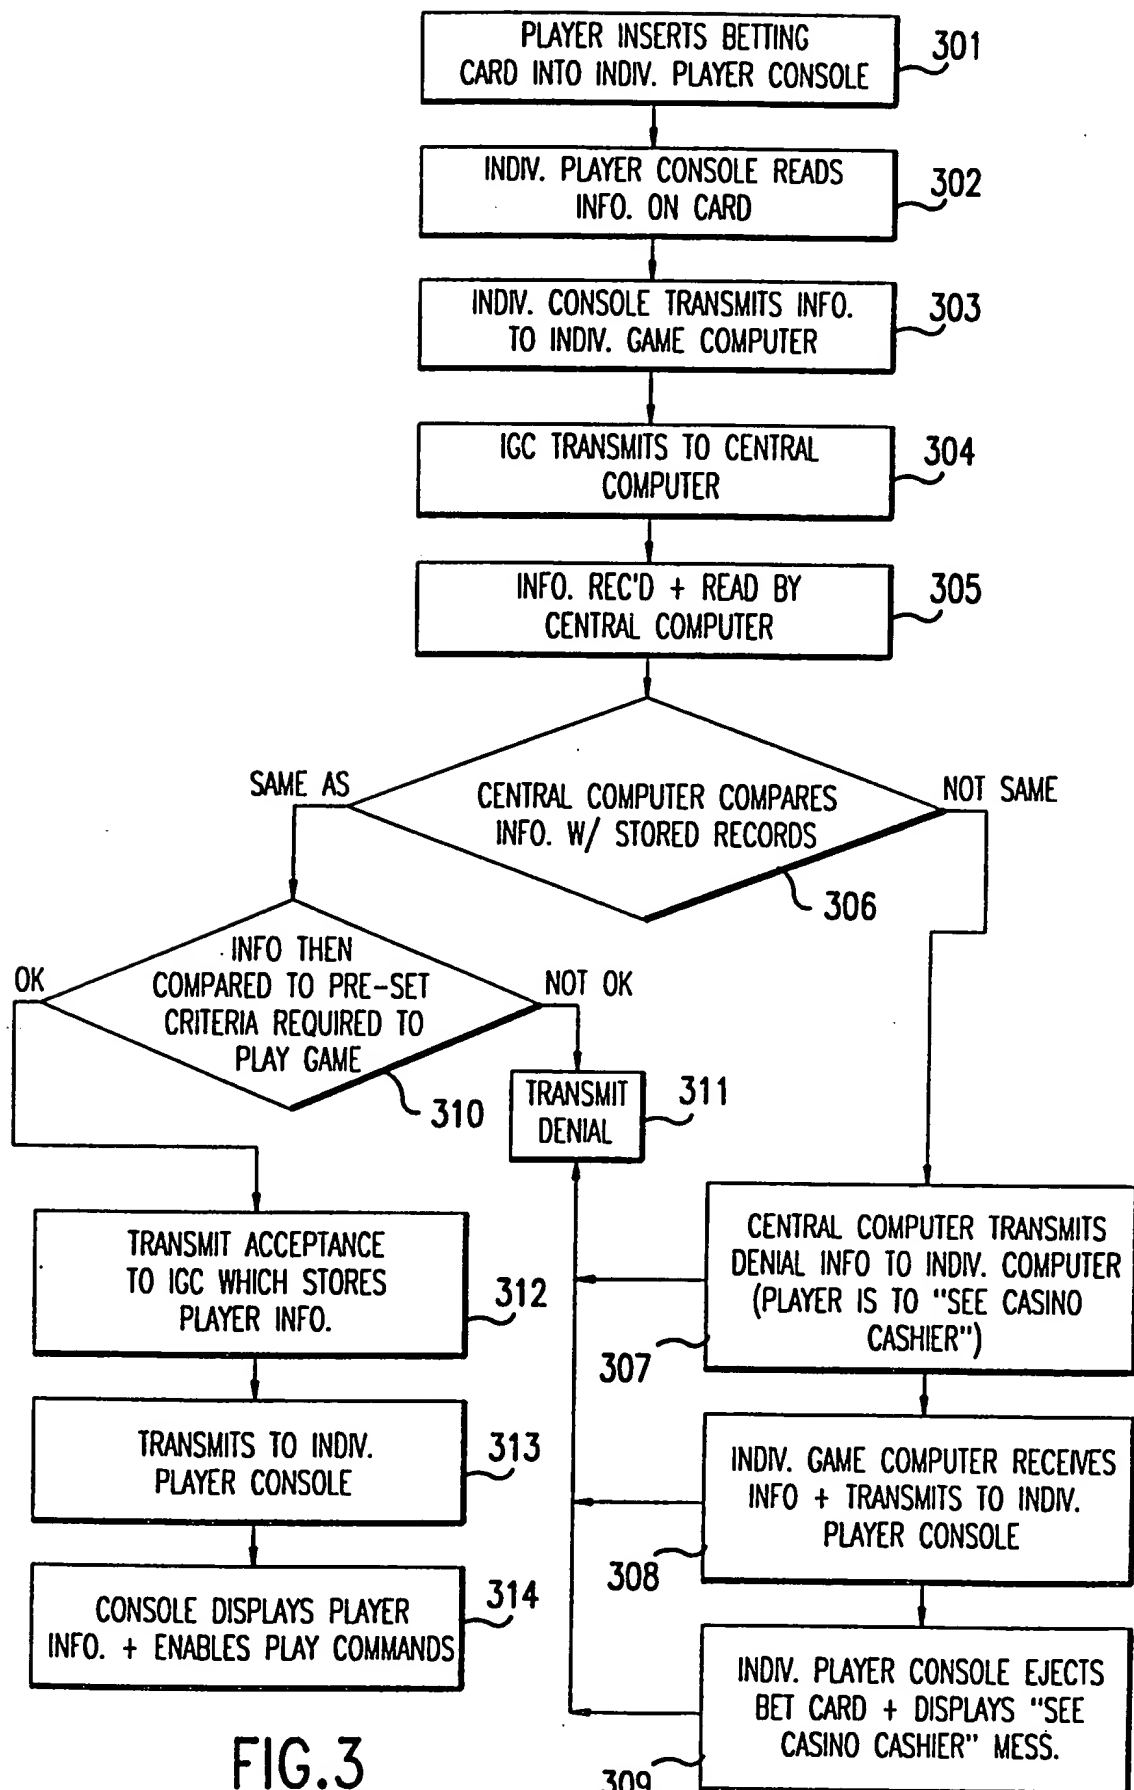 PLAYER INSERTS BETTING
CARD INTO INDIV. PLAYER CONSOLE
301
INDIV. PLAYER CONSOLE READS
INFO. ON CARD
302
INDIV. CONSOLE TRANSMITS INFO.
TO INDIV. GAME COMPUTER
303
IGC TRANSMITS TO CENTRAL
COMPUTER
304
INFO. REC'D + READ BY
CENTRAL COMPUTER
305
SAME AS
CENTRAL COMPUTER COMPARES
INFO. W/ STORED RECORDS
NOT SAME
306
OK
INFO THEN
COMPARED TO PRE-SET
CRITERIA REQUIRED TO
PLAY GAME
NOT OK
310
TRANSMIT
DENIAL
311
TRANSMIT ACCEPTANCE
TO IGC WHICH STORES
PLAYER INFO.
312
CENTRAL COMPUTER TRANSMITS
DENIAL INFO TO INDIV. COMPUTER
(PLAYER IS TO "SEE CASINO
CASHIER")
307
TRANSMITS TO INDIV.
PLAYER CONSOLE
313
INDIV. GAME COMPUTER RECEIVES
INFO + TRANSMITS TO INDIV.
PLAYER CONSOLE
308
CONSOLE DISPLAYS PLAYER
INFO. + ENABLES PLAY COMMANDS
314
INDIV. PLAYER CONSOLE EJECTS
BET CARD + DISPLAYS "SEE
CASINO CASHIER" MESS.
309
FIG.3